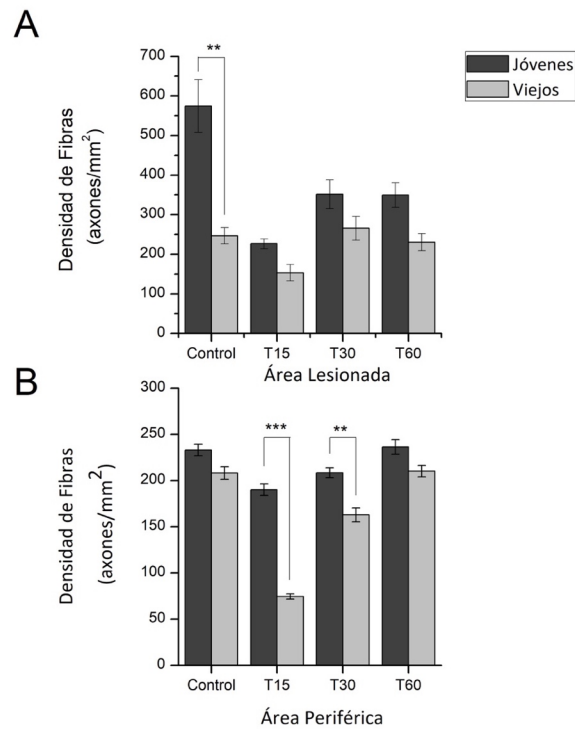 A
Densidad de Fibras
(axones/mm²)
700
600
500
400
300
200
100
0
**
Jóvenes
Viejos
Control T15 T30 T60
Área Lesionada
B
Densidad de Fibras
(axones/mm²)
300
250
200
150
100
50
0
***
**
Control T15 T30 T60
Área Periférica